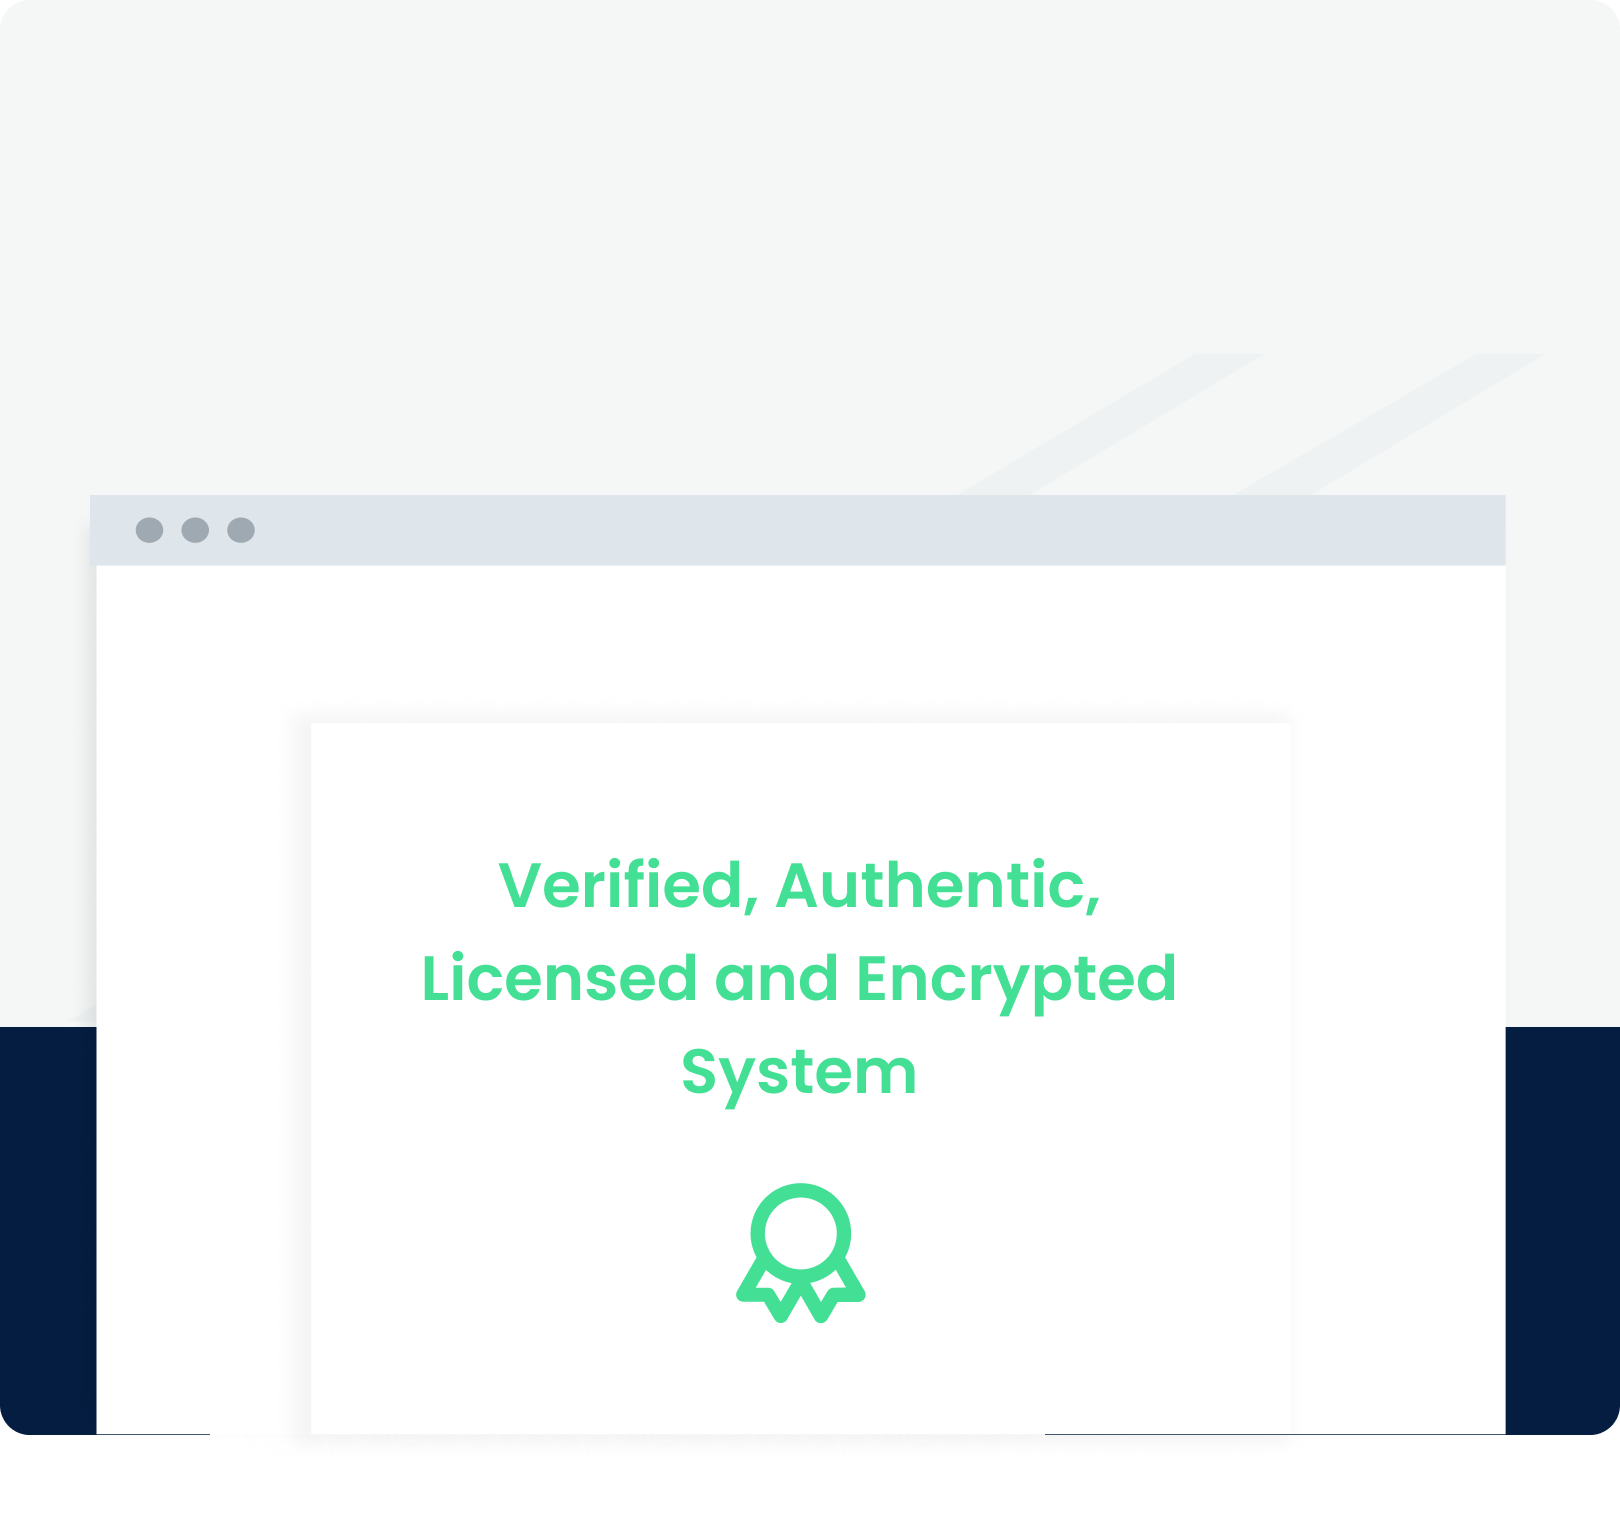 Verified, Authentic,
Licensed and Encrypted
System